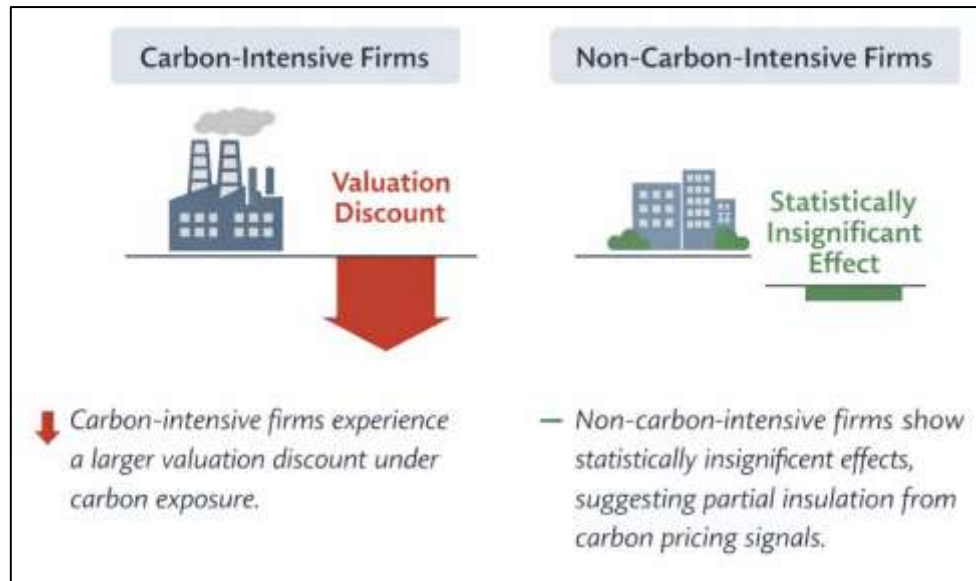 Carbon-Intensive Firms
Valuation
Discount
Carbon-intensive firms experience
a larger valuation discount under
carbon exposure.
Non-Carbon-Intensive Firms
Statistically
Insignificant
Effect
Non-carbon-intensive firms show
statistically insignificent effects,
suggesting partial insulation from
carbon pricing signals.